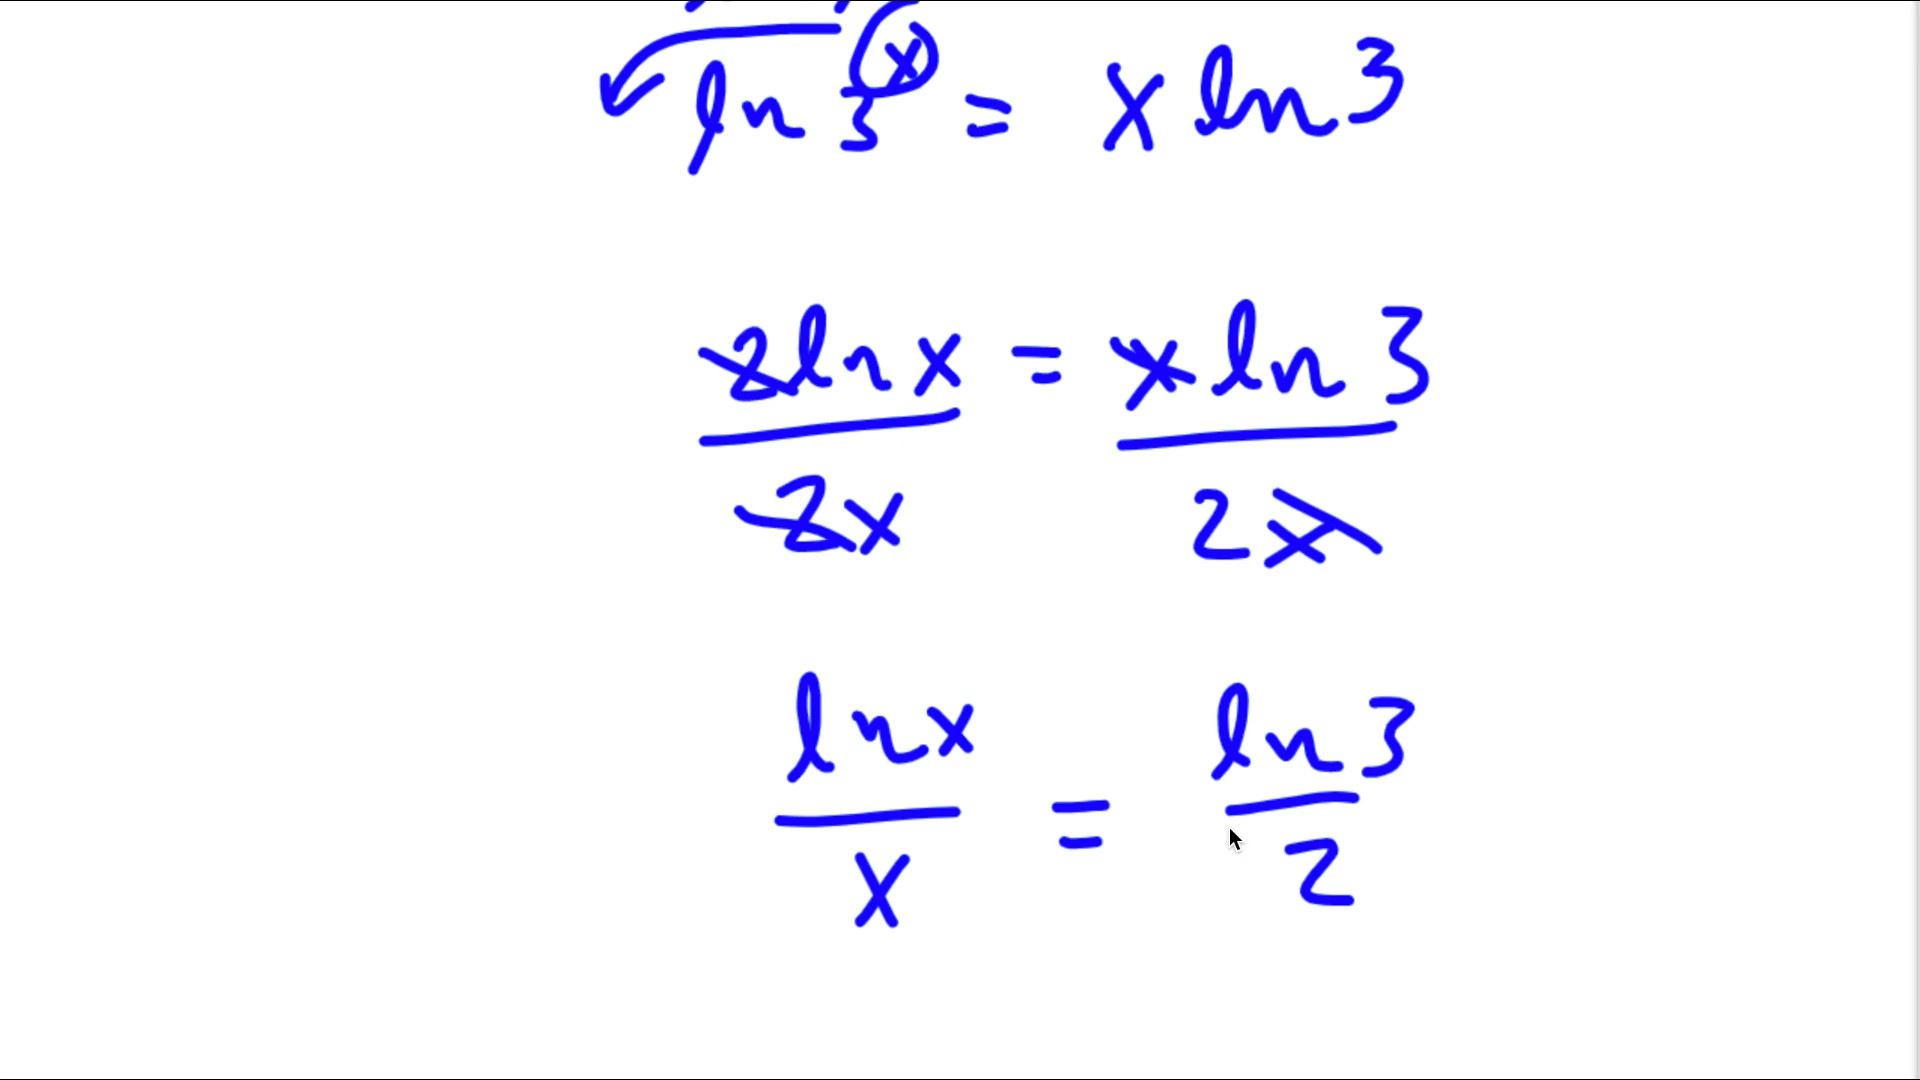 ln 3^x = x ln 3
2 ln x = x ln 3
2x 2x
ln x = ln 3
x 2